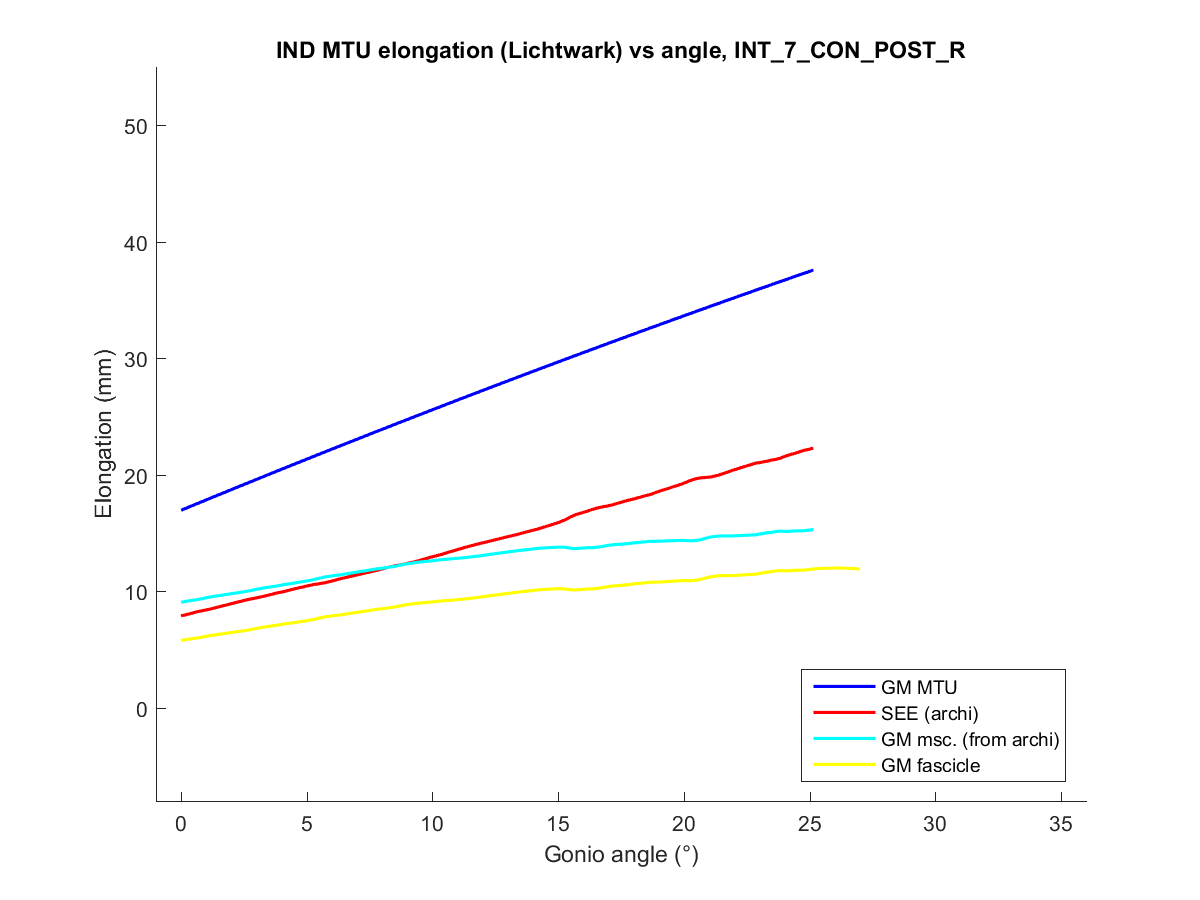 IND MTU elongation (Lichtwark) vs angle, INT_7_CON_POST_R
Elongation (mm)
50
40
30
20
10
0
GM MTU
SEE (archi)
GM msc. (from archi)
GM fascicle
0 5 10 15 20 25 30 35
Gonio angle (°)